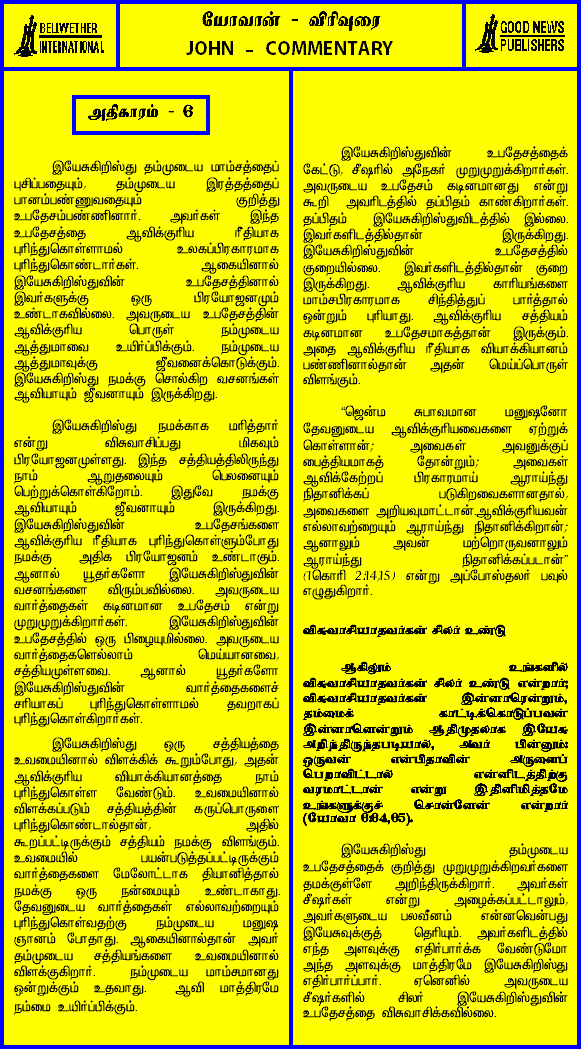 BELWETHER
INTERNATIONAL
யோவான் - விரிவுரை
JOHN - COMMENTARY
GOOD NEWS
PUBLISHERS
அதிகாரம் - 6
இயேசுகிறிஸ்து தம்முடைய மாம்சத்தைப்
புசிப்பதையும், தம்முடைய இரத்தத்தைப்
பானம்பண்ணுவதையும் குறித்து
உபதேசம்பண்ணினார். அவர்கள் இந்த
உபதேசத்தை ஆவிக்குரிய ரீதியாக
புரிந்துகொள்ளாமல் உலகப்பிரகாரமாக
புரிந்துகொண்டார்கள். ஆகையினால்
இயேசுகிறிஸ்துவின் உபதேசத்தினால்
இவர்களுக்கு ஒரு பிரயோஜனமும்
உண்டாகவில்லை. அவருடைய உபதேசத்தின்
ஆவிக்குரிய பொருள் நம்முடைய
ஆத்துமாவை உயிர்ப்பிக்கும். நம்முடைய
ஆத்துமாவுக்கு ஜீவனைக்கொடுக்கும்.
இயேசுகிறிஸ்து நமக்கு சொல்கிற வசனங்கள்
ஆவியாயும் ஜீவனாயும் இருக்கிறது.
இயேசுகிறிஸ்து நமக்காக மரித்தார்
என்று விசுவாசிப்பது மிகவும்
பிரயோஜனமுள்ளது. இந்த சத்தியத்திலிருந்து
நாம் ஆறுதலையும் பெலனையும்
பெற்றுக்கொள்கிறோம். இதுவே நமக்கு
ஆவியாயும் ஜீவனாயும் இருக்கிறது.
இயேசுகிறிஸ்துவின் உபதேசங்களை
ஆவிக்குரிய ரீதியாக புரிந்துகொள்ளும்போது
நமக்கு அதிக பிரயோஜனம் உண்டாகும்.
ஆனால் யூதர்களோ இயேசுகிறிஸ்துவின்
வசனங்களை விரும்பவில்லை. அவருடைய
வார்த்தைகள் கடினமான உபதேசம் என்று
முறுமுறுக்கிறார்கள். இயேசுகிறிஸ்துவின்
உபதேசத்தில் ஒரு பிழையுமில்லை. அவருடைய
வார்த்தைகளெல்லாம் மெய்யானவை,
சத்தியமுள்ளவை. ஆனால் யூதர்களோ
இயேசுகிறிஸ்துவின் வார்த்தைகளைச்
சரியாகப் புரிந்துகொள்ளாமல் தவறாகப்
புரிந்துகொள்கிறார்கள்.
இயேசுகிறிஸ்து ஒரு சத்தியத்தை
உவமையினால் விளக்கிக் கூறும்போது, அதன்
ஆவிக்குரிய வியாக்கியானத்தை நாம்
புரிந்துகொள்ள வேண்டும். உவமையினால்
விளக்கப்படும் சத்தியத்தின் கருப்பொருளை
புரிந்துகொண்டால்தான், அதில்
கூறப்பட்டிருக்கும் சத்தியம் நமக்கு விளங்கும்.
உவமையில் பயன்படுத்தப்பட்டிருக்கும்
வார்த்தைகளை மேலோட்டாக தியானித்தால்
நமக்கு ஒரு நன்மையும் உண்டாகாது.
தேவனுடைய வார்த்தைகள் எல்லாவற்றையும்
புரிந்துகொள்வதற்கு நம்முடைய மனுஷ
ஞானம் போதாது. ஆகையினால்தான் அவர்
தம்முடைய சத்தியங்களை உவமையினால்
விளக்குகிறார். நம்முடைய மாம்சமானது
ஒன்றுக்கும் உதவாது. ஆவி மாத்திரமே
நம்மை உயிர்ப்பிக்கும்.
இயேசுகிறிஸ்துவின் உபதேசத்தைக்
கேட்டு, சீஷரில் அநேகர் முறுமுறுக்கிறார்கள்.
அவருடைய உபதேசம் கடினமானது என்று
கூறி அவரிடத்தில் தப்பிதம் காண்கிறார்கள்.
தப்பிதம் இயேசுகிறிஸ்துவிடத்தில் இல்லை.
இவர்களிடத்தில்தான் இருக்கிறது.
இயேசுகிறிஸ்துவின் உபதேசத்தில்
குறையில்லை. இவர்களிடத்தில்தான் குறை
இருக்கிறது. ஆவிக்குரிய காரியங்களை
மாம்சபிரகாரமாக சிந்தித்துப் பார்த்தால்
ஒன்றும் புரியாது. ஆவிக்குரிய சத்தியம்
கடினமான உபதேசமாகத்தான் இருக்கும்.
அதை ஆவிக்குரிய ரீதியாக வியாக்கியானம்
பண்ணினால்தான் அதன் மெய்ப்பொருள்
விளங்கும்.
“ஜென்ம சுபாவமான மனுஷனோ
தேவனுடைய ஆவிக்குரியவைகளை ஏற்றுக்
கொள்ளான்; அவைகள் அவனுக்குப்
பைத்தியமாகத் தோன்றும்; அவைகள்
ஆவிக்கேற்றப் பிரகாரமாய் ஆராய்ந்து
நிதானிக்கப் படுகிறவைகளானதால்,
அவைகளை அறியவுமாட்டான்.ஆவிக்குரியவன்
எல்லாவற்றையும் ஆராய்ந்து நிதானிக்கிறான்;
ஆனாலும் அவன் மற்றொருவனாலும்
ஆராய்ந்து நிதானிக்கப்படான்”
(1கொரி 2:14,15) என்று அப்போஸ்தலர் பவுல்
எழுதுகிறார்.
விசுவாசியாதவர்கள் சிலர் உண்டு
ஆகிலும் உங்களில்
விசுவாசியாதவர்கள் சிலர் உண்டு என்றார்;
விசுவாசியாதவர்கள் இன்னாரென்றும்,
தம்மைக் காட்டிக்கொடுப்பவன்
இன்னானென்றும் ஆதிமுதலாக இயேசு
அறிந்திருந்தபடியால், அவர் பின்னும்:
ஒருவன் என்பிதாவின் அருளைப்
பெறாவிட்டால் என்னிடத்திற்கு
வரமாட்டான் என்று இதினிமித்தமே
உங்களுக்குச் சொன்னேன் என்றார்
(யோவா 6:64,65).
இயேசுகிறிஸ்து தம்முடைய
உபதேசத்தைக் குறித்து முறுமுறுக்கிறவர்களை
தமக்குள்ளே அறிந்திருக்கிறார். அவர்கள்
சீஷர்கள் என்று அழைக்கப்பட்டாலும்,
அவர்களுடைய பலவீனம் என்னவென்பது
இயேசுவுக்குத் தெரியும். அவர்களிடத்தில்
எந்த அளவுக்கு எதிர்பார்க்க வேண்டுமோ
அந்த அளவுக்கு மாத்திரமே இயேசுகிறிஸ்து
எதிர்பார்ப்பார். ஏனெனில் அவருடைய
சீஷர்களில் சிலர் இயேசுகிறிஸ்துவின்
உபதேசத்தை விசுவாசிக்கவில்லை.